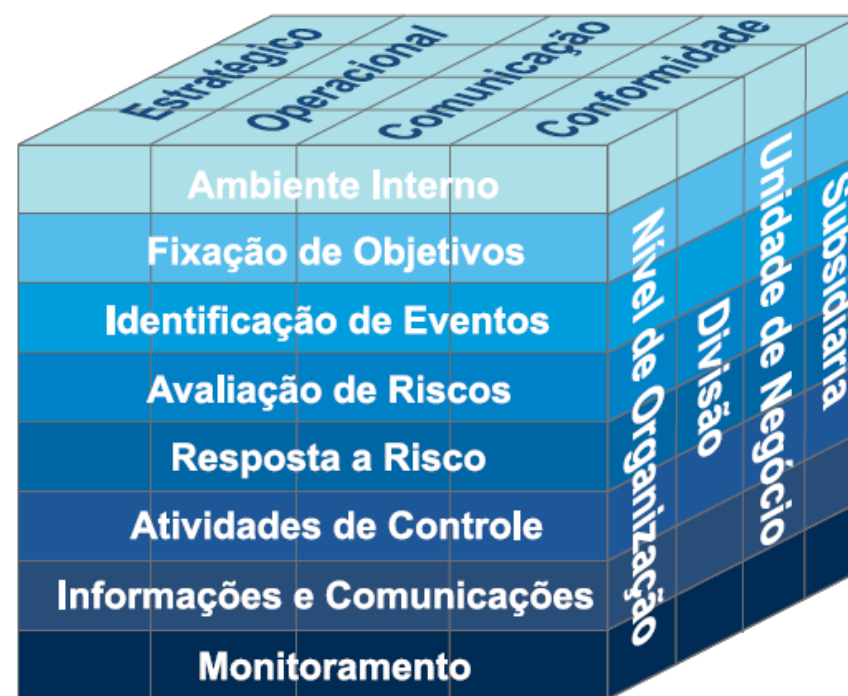 Estratégico
Operacional
Comunicação
Conformidade
Ambiente Interno
Fixação de Objetivos
Identificação de Eventos
Avaliação de Riscos
Resposta a Risco
Atividades de Controle
Informações e Comunicações
Monitoramento
Nível de Organização
Divisão
Unidade de Negócio
Subsidiaria